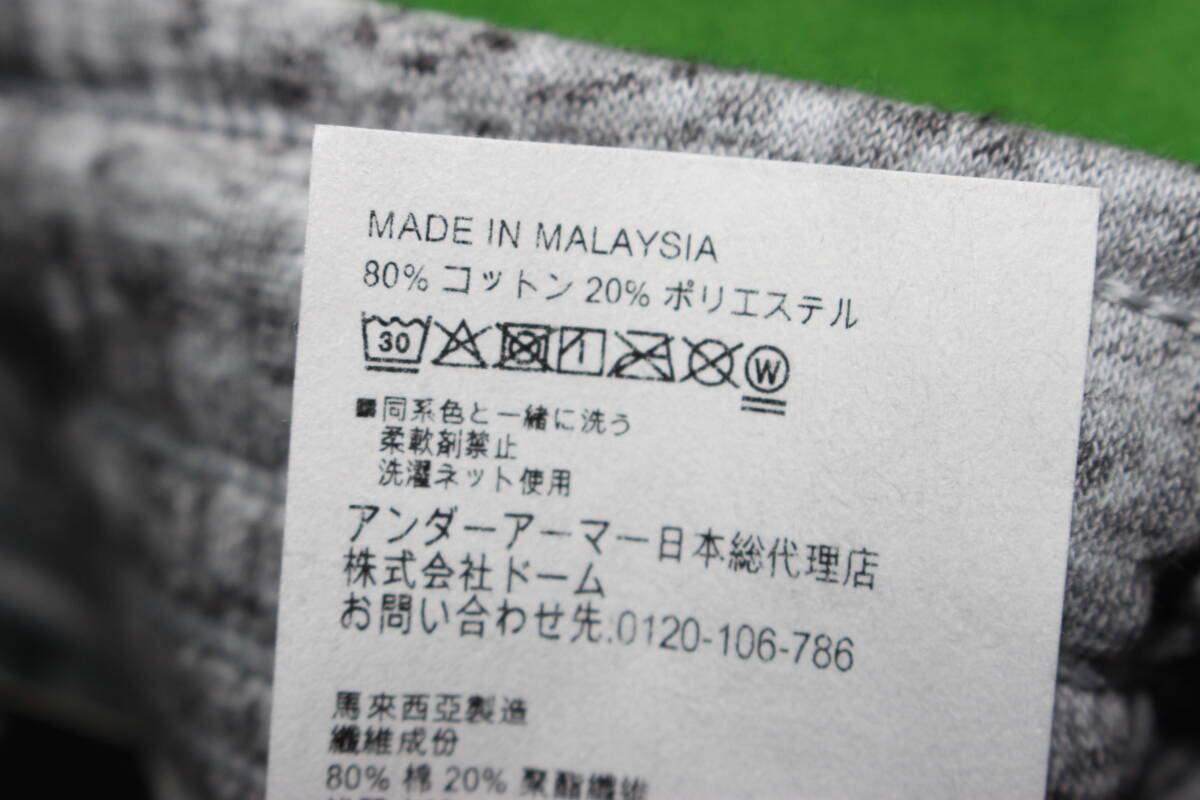 MADE IN MALAYSIA
80% コットン 20% ポリエステル
30 W
■同系色と一緒に洗う
柔軟剤禁止
洗濯ネット使用
アンダーアーマー日本総代理店
株式会社ドーム
お問い合わせ先.0120-106-786
馬來西亞製造
纖維成份
80% 棉 20% 聚酯纖維